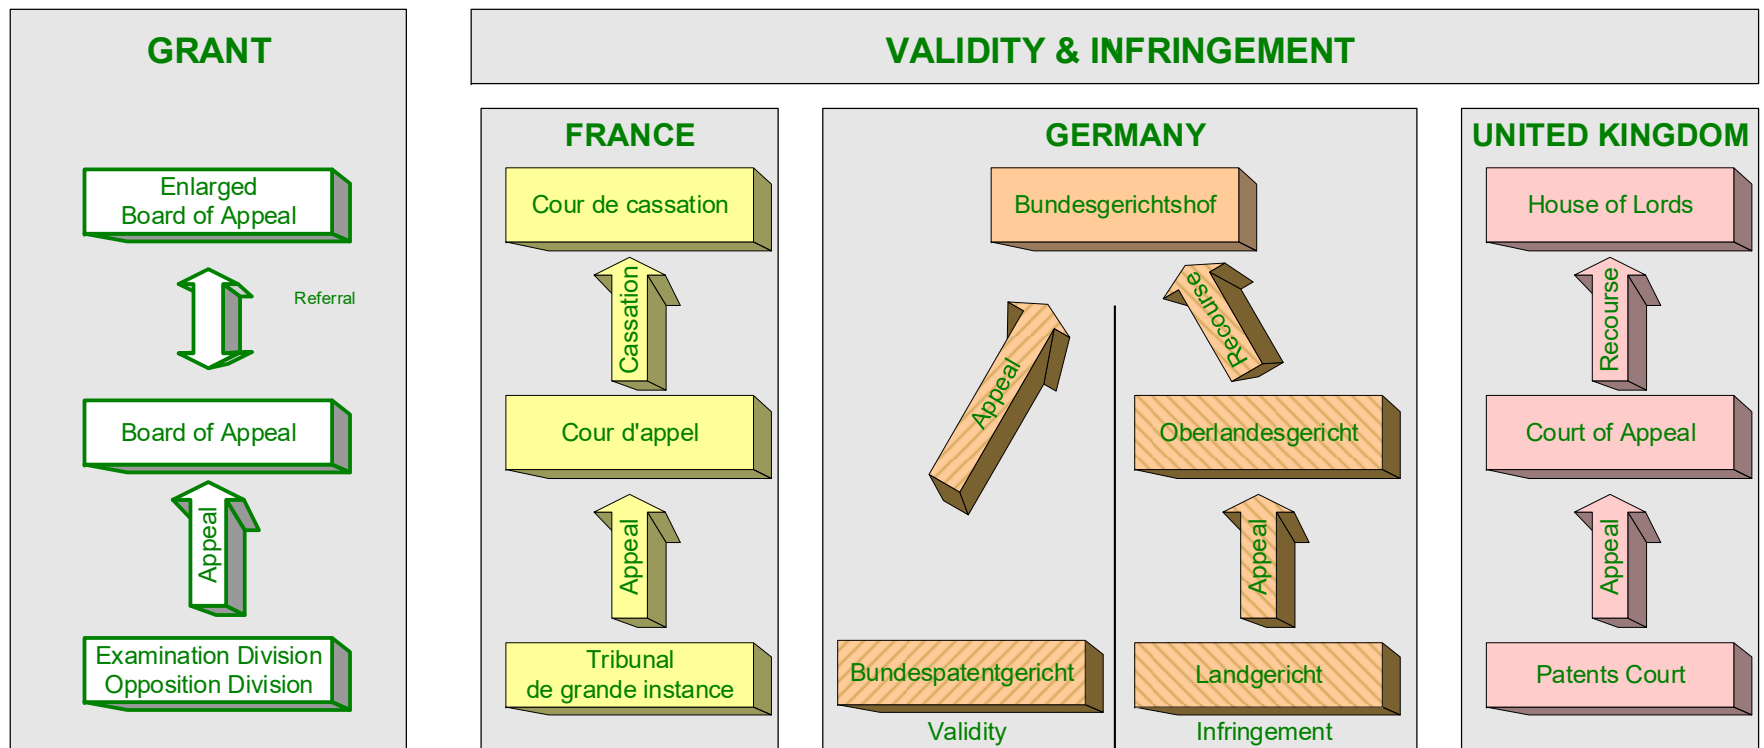 GRANT
Enlarged
Board of Appeal
Referral
Board of Appeal
Appeal
Examination Division
Opposition Division
VALIDITY & INFRINGEMENT
FRANCE
Cour de cassation
Cassation
Cour d'appel
Appeal
Tribunal
de grande instance
GERMANY
Bundesgerichtshof
Appeal
Recourse
Oberlandesgericht
Appeal
Bundespatentgericht
Landgericht
Validity
Infringement
UNITED KINGDOM
House of Lords
Recourse
Court of Appeal
Appeal
Patents Court